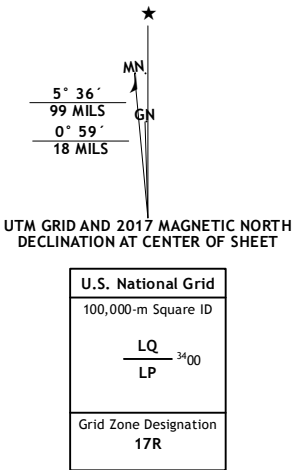 ★
MN
5° 36´
99 MILS
GN
0° 59´
18 MILS
UTM GRID AND 2017 MAGNETIC NORTH
DECLINATION AT CENTER OF SHEET
U.S. National Grid
100,000-m Square ID
LQ
³⁴00
LP
Grid Zone Designation
17R